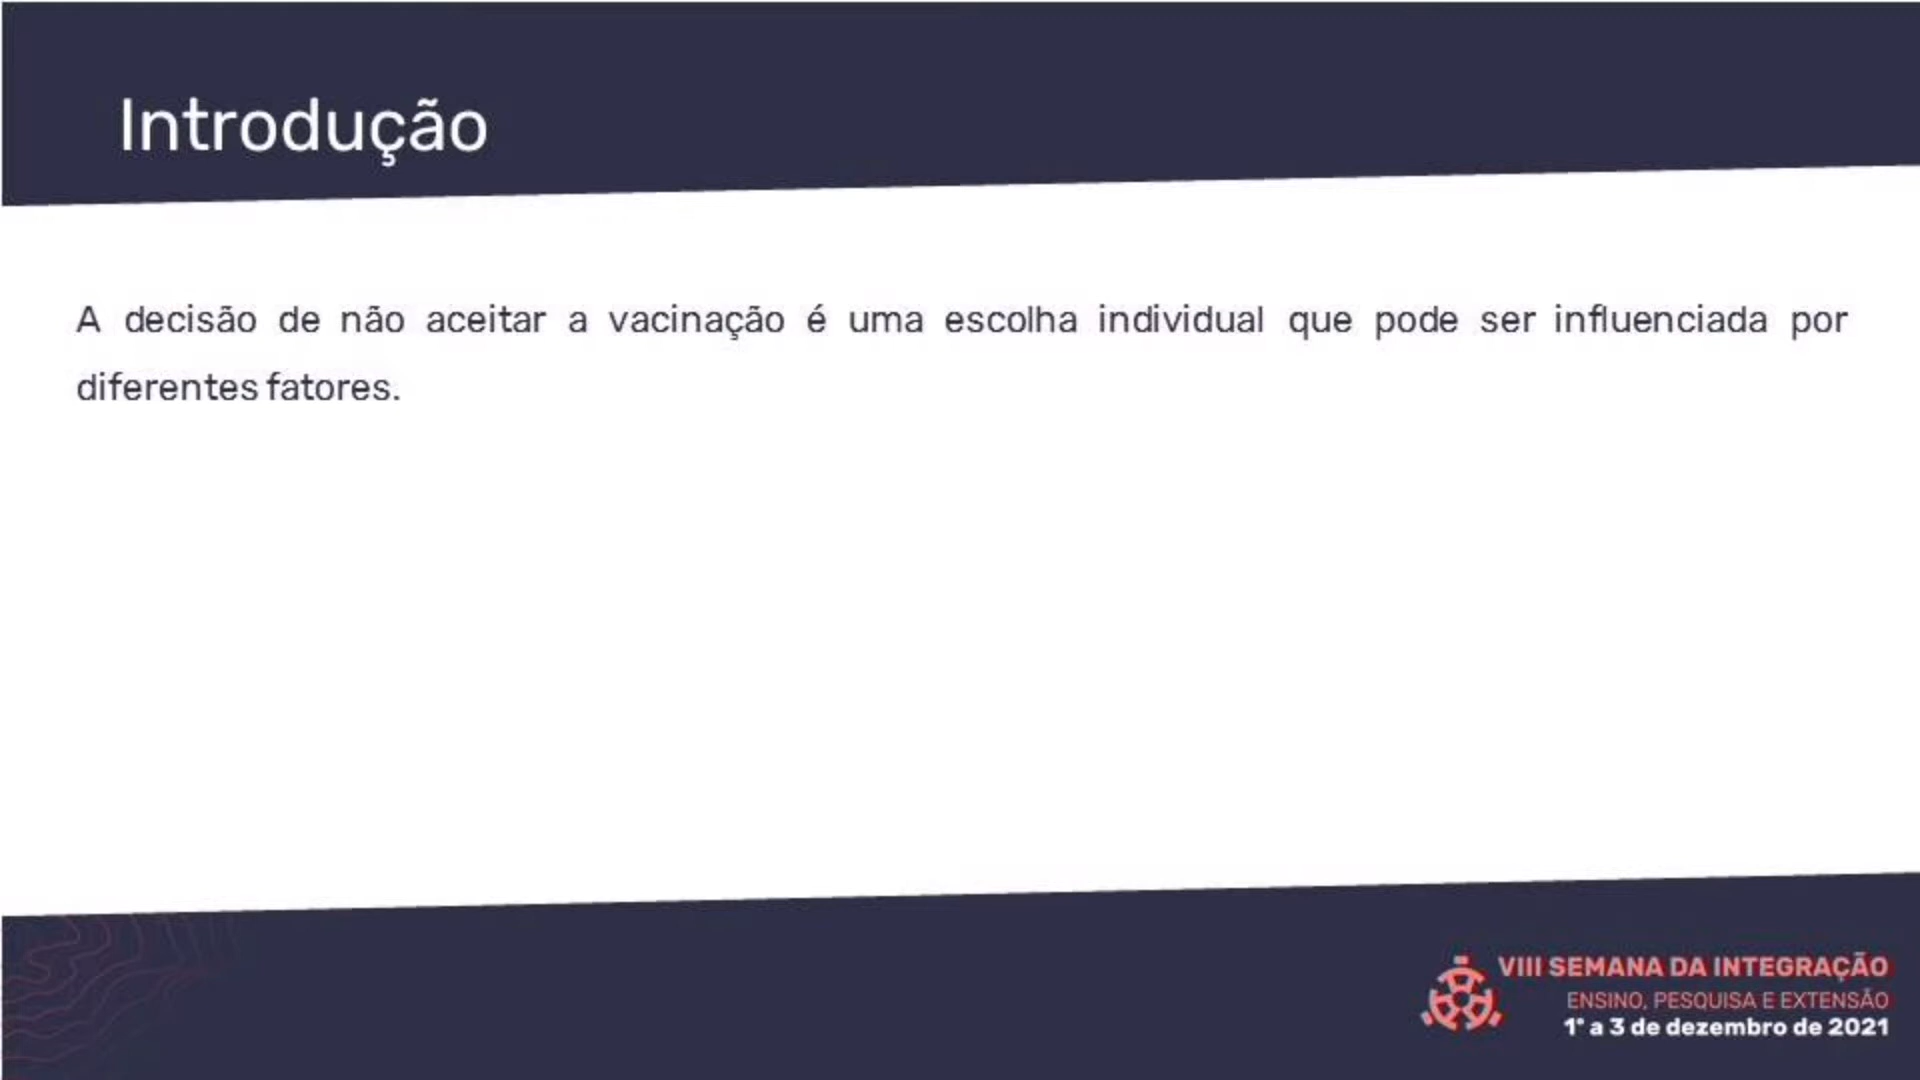 Introdução
A decisão de não aceitar a vacinação é uma escolha individual que pode ser influenciada por
diferentes fatores.
VIII SEMANA DA INTEGRAÇÃO
ENSINO, PESQUISA E EXTENSÃO
1º a 3 de dezembro de 2021